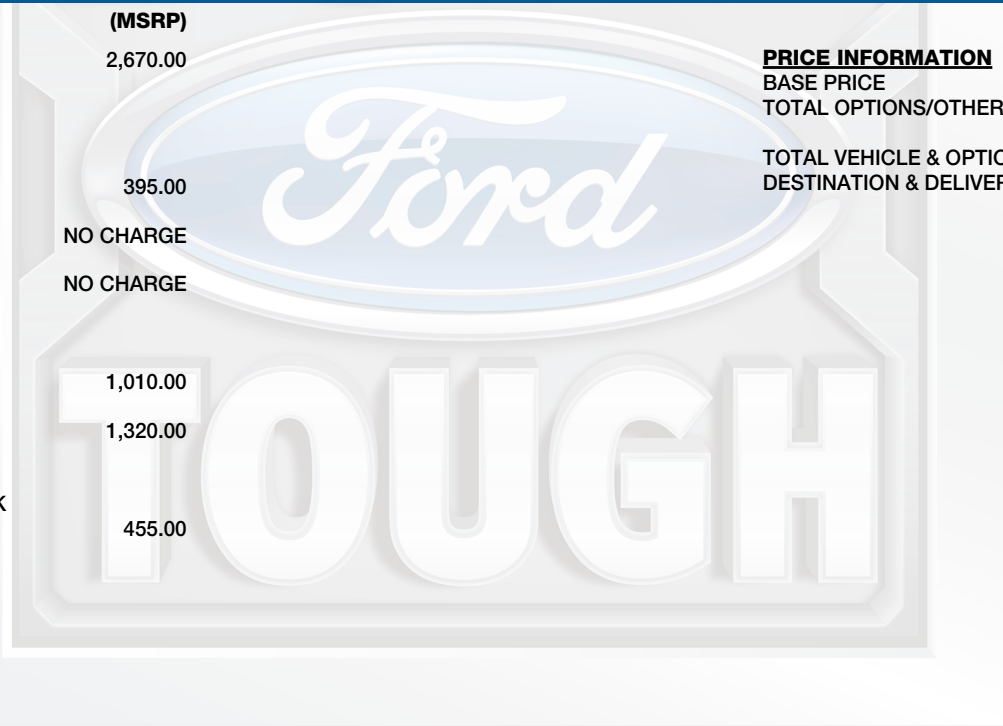 (MSRP)
2,670.00
395.00
NO CHARGE
NO CHARGE
1,010.00
1,320.00
K
455.00
PRICE INFORMATION
BASE PRICE
TOTAL OPTIONS/OTHER
TOTAL VEHICLE & OPTIO
DESTINATION & DELIVER
Ford
TOUGH